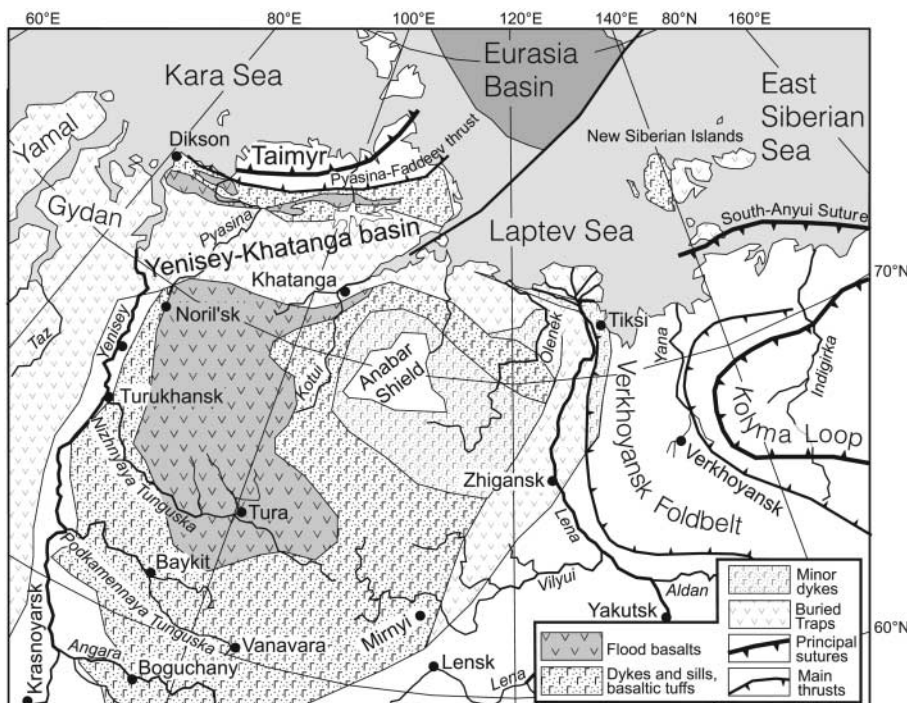 60°E
80°E
100°E
120°E
140°E
80°N
160°E
Kara Sea
Eurasia
Basin
East
Siberian
Sea
Yamal
Dikson
Taimyr
Pyasina-Faddeev thrust
New Siberian Islands
Gydan
Pyasina
Yenisey-Khatanga basin
Laptev Sea
South-Anyui Suture
Khatanga
70°N
Noril'sk
Taz
Yenisey
Kotui
Anabar
Shield
Olenëk
Tiksi
Yana
Indigirka
Turukhansk
Nizhnyaya Tunguska
Verkhoyansk
Foldbelt
Kolyma Loop
Verkhoyansk
Zhigansk
Tura
Lena
Podkamennaya
Tunguska
Baykit
Vilyui
Aldan
Mirnyi
Yakutsk
60°N
Krasnoyarsk
Angara
Vanavara
Boguchany
Lensk
Lena
Flood basalts
Dykes and sills,
basaltic tuffs
Minor
dykes
Buried
Traps
Principal
sutures
Main
thrusts